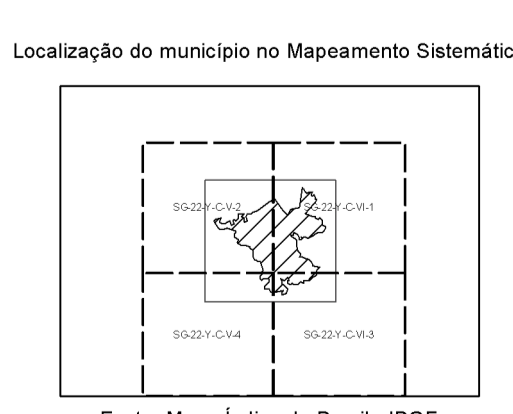 Localização do município no Mapeamento Sistemátic
SG-22-Y-C-V-2 SG-22-Y-C-VI-1
SG-22-Y-C-V-4 SG-22-Y-C-VI-3